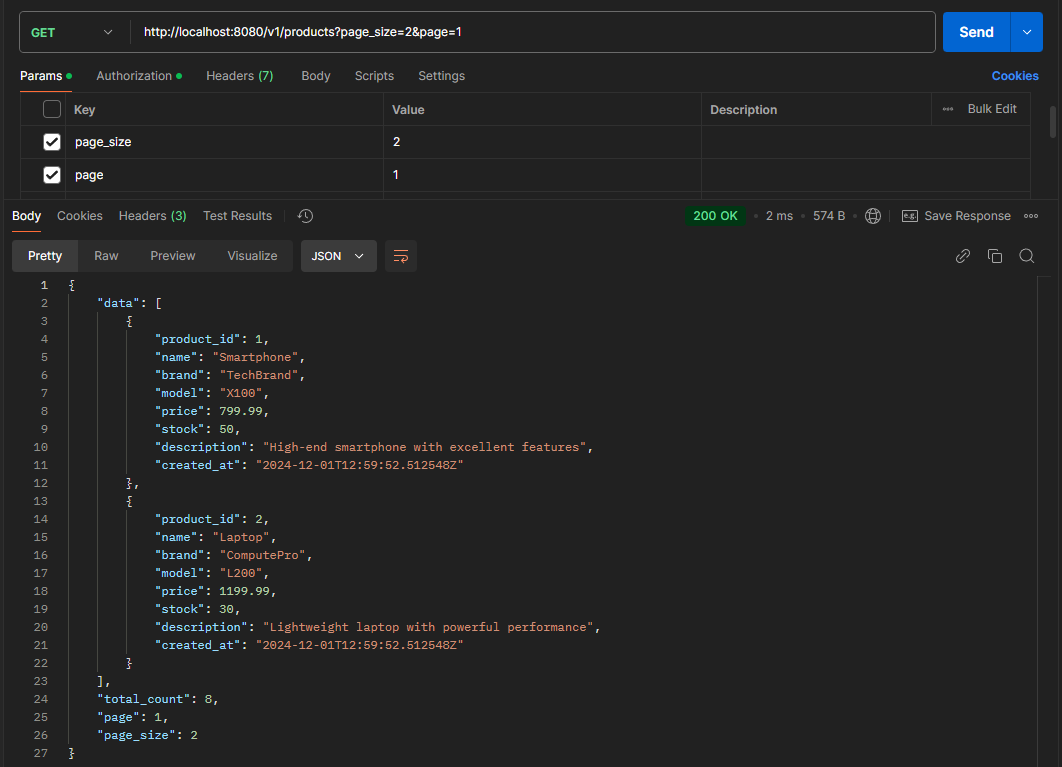 GET http://localhost:8080/v1/products?page_size=2&page=1 Send
Params Authorization Headers (7) Body Scripts Settings Cookies
Key Value Description Bulk Edit
page_size 2
page 1
Body Cookies Headers (3) Test Results 200 OK 2 ms 574 B e.g. Save Response
Pretty Raw Preview Visualize JSON
1 {
2 "data": [
3 {
4 "product_id": 1,
5 "name": "Smartphone",
6 "brand": "TechBrand",
7 "model": "X100",
8 "price": 799.99,
9 "stock": 50,
10 "description": "High-end smartphone with excellent features",
11 "created_at": "2024-12-01T12:59:52.512548Z"
12 },
13 {
14 "product_id": 2,
15 "name": "Laptop",
16 "brand": "ComputePro",
17 "model": "L200",
18 "price": 1199.99,
19 "stock": 30,
20 "description": "Lightweight laptop with powerful performance",
21 "created_at": "2024-12-01T12:59:52.512548Z"
22 }
23 ],
24 "total_count": 8,
25 "page": 1,
26 "page_size": 2
27 }